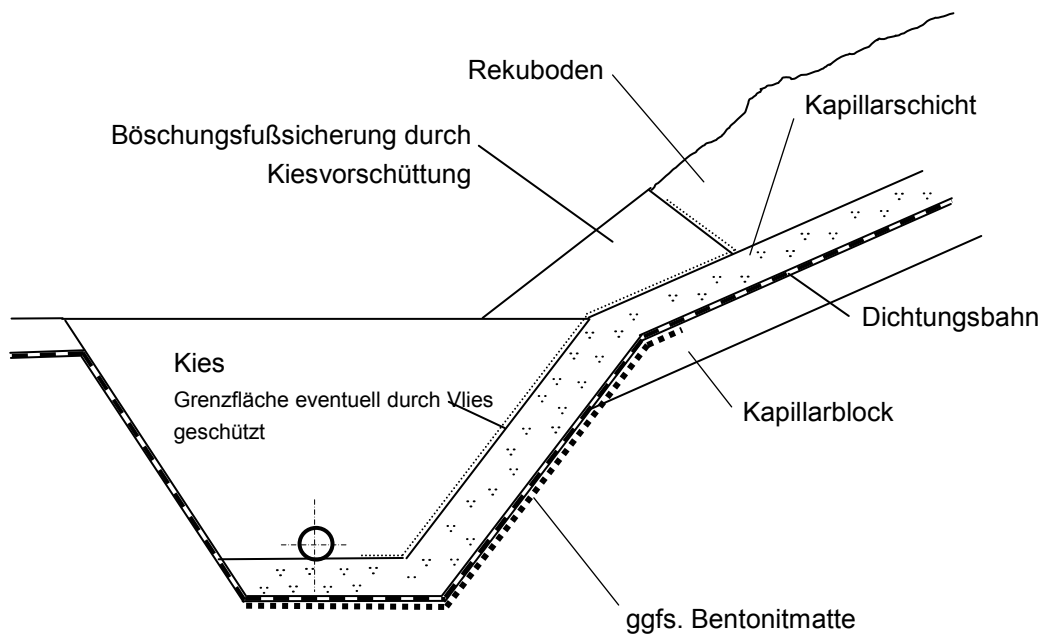 Rekuboden
Kapillarschicht
Böschungsfußsicherung durch
Kiesvorschüttung
Dichtungsbahn
Kies
Grenzfläche eventuell durch Vlies
geschützt
Kapillarblock
ggfs. Bentonitmatte